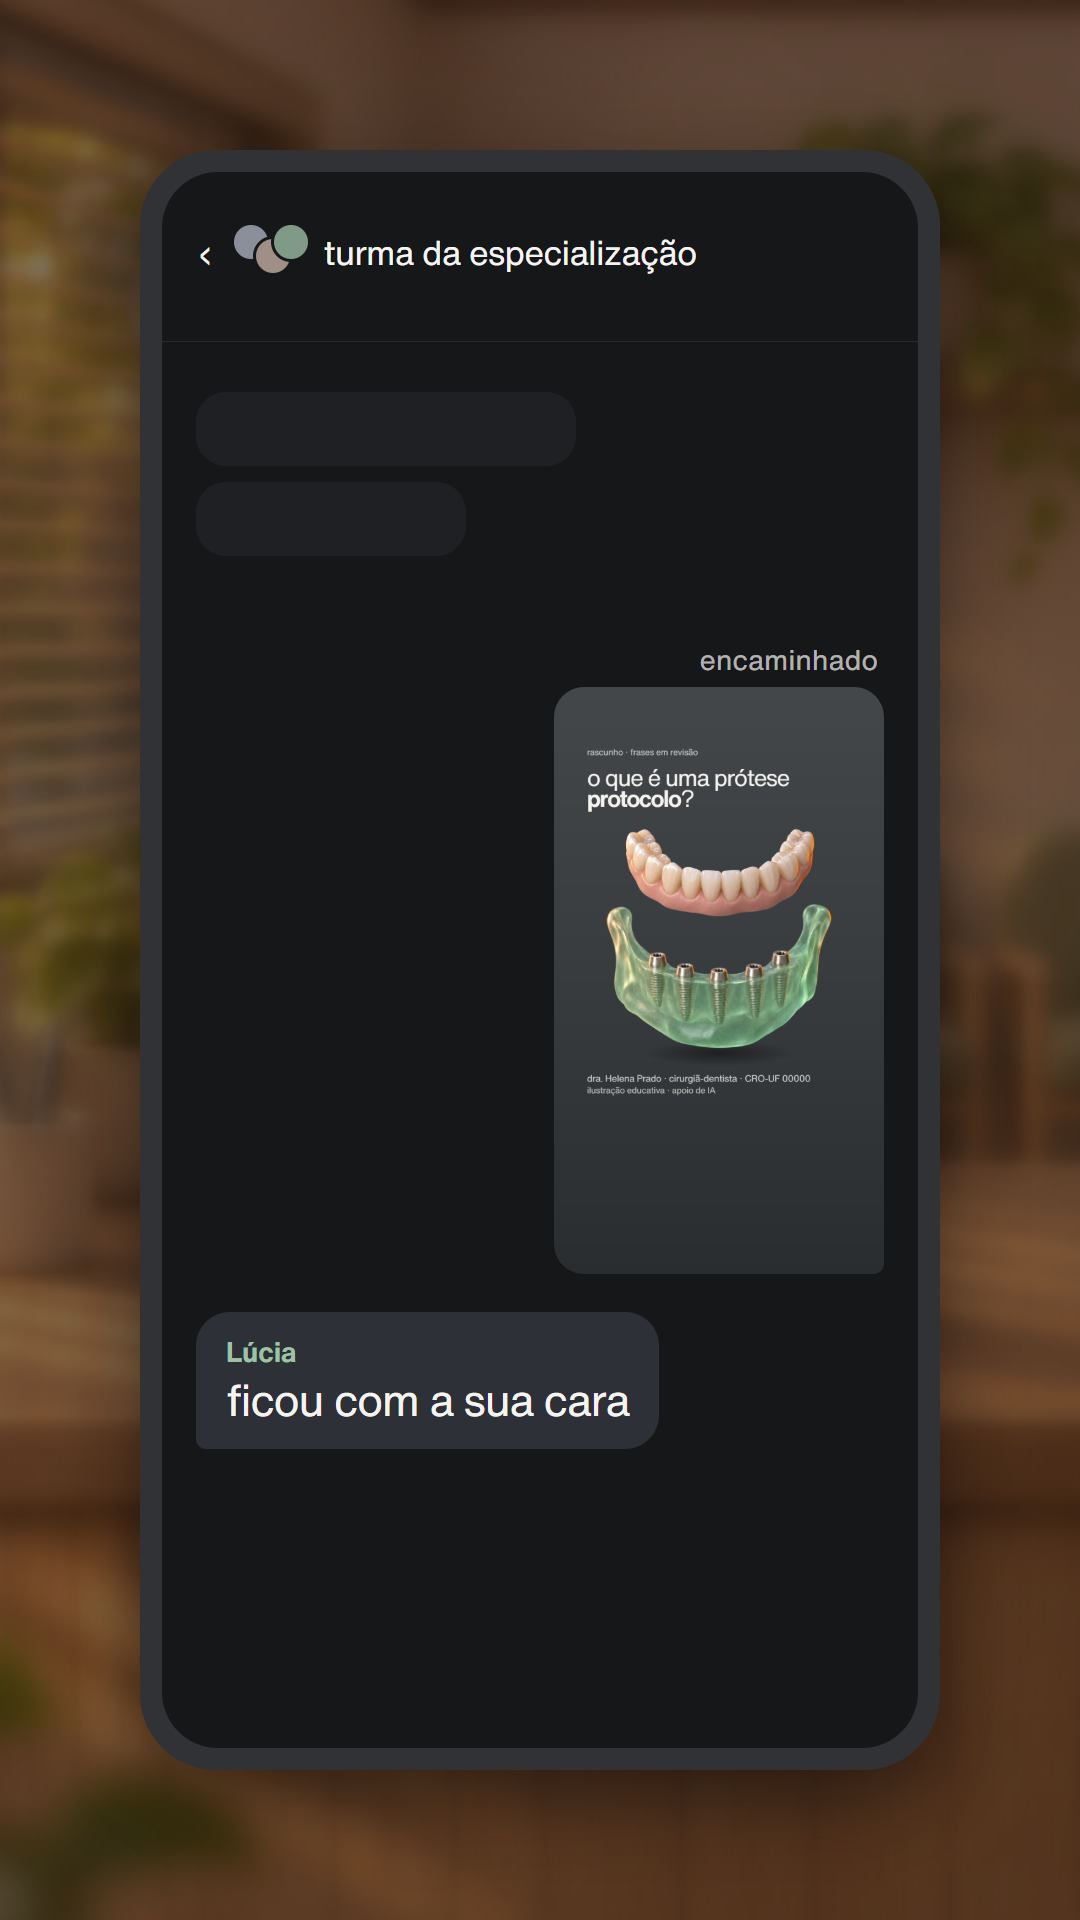 ‹ turma da especialização
encaminhado
rascunho · frases em revisão
o que é uma prótese
protocolo?
dra. Helena Prado · cirurgiã-dentista · CRO-UF 00000
ilustração educativa · apoio de IA
Lúcia
ficou com a sua cara